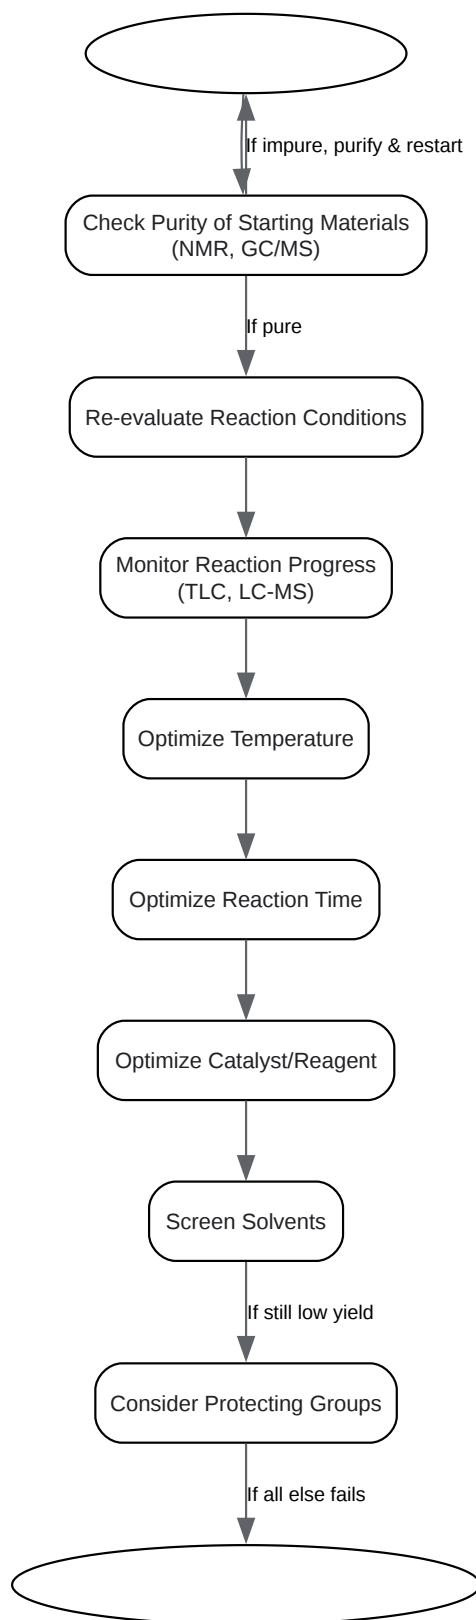 If impure, purify & restart
Check Purity of Starting Materials
(NMR, GC/MS)
If pure
Re-evaluate Reaction Conditions
Monitor Reaction Progress
(TLC, LC-MS)
Optimize Temperature
Optimize Reaction Time
Optimize Catalyst/Reagent
Screen Solvents
If still low yield
Consider Protecting Groups
If all else fails